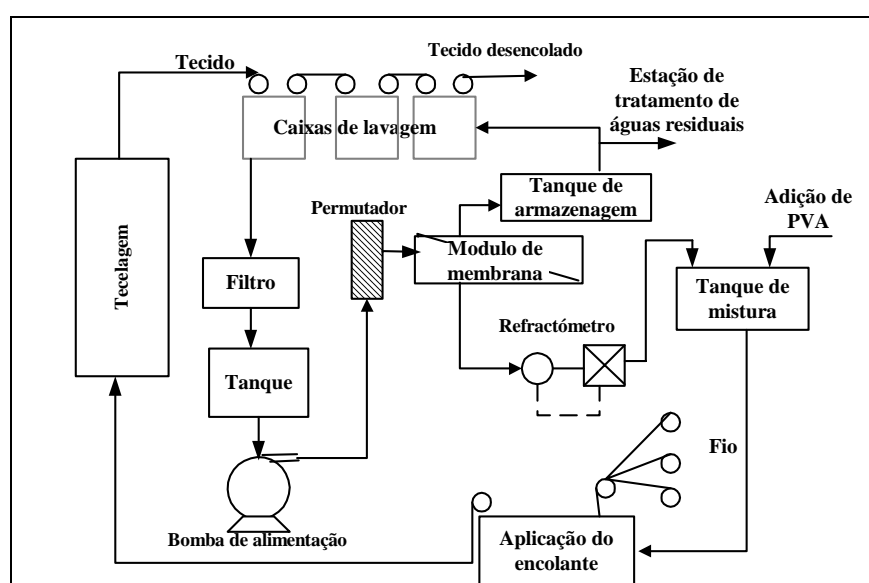 Tecido desencolado
Tecido
Estação de
tratamento de
águas residuais
Caixas de lavagem
Tanque de
armazenagem
Adição de
PVA
Permutador
Modulo de
membrana
Tecelagem
Filtro
Tanque de
mistura
Refractómetro
Tanque
Fio
Bomba de alimentação
Aplicação do
encolante